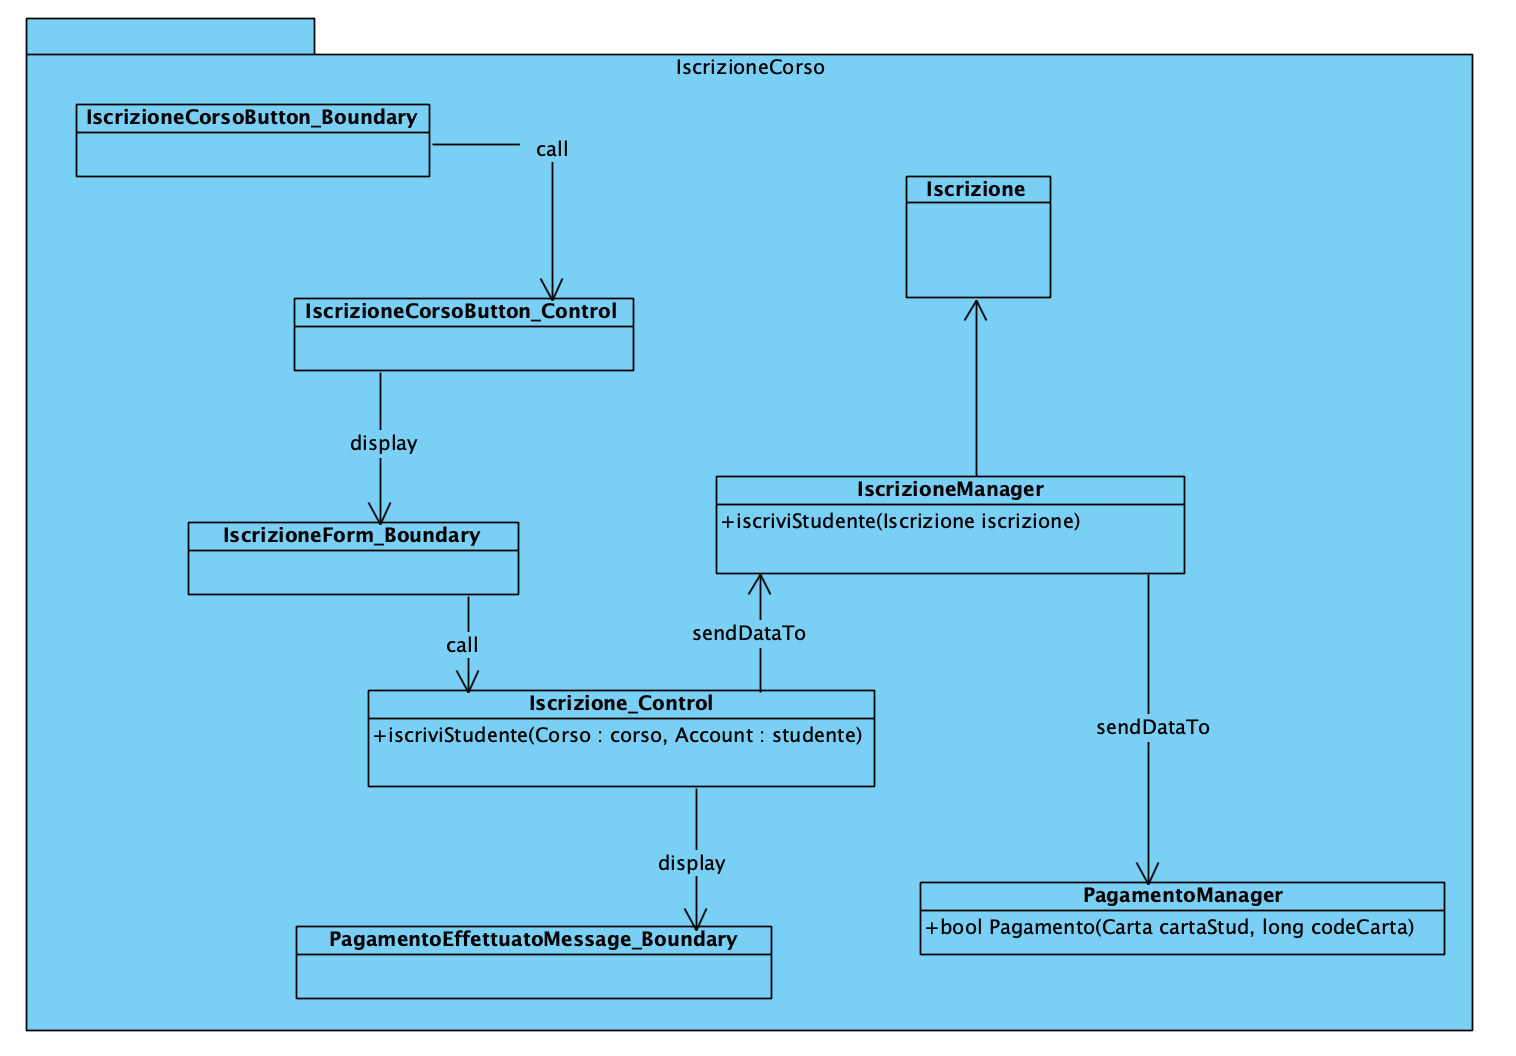 IscrizioneCorso
IscrizioneCorsoButton_Boundary
call
Iscrizione
IscrizioneCorsoButton_Control
display
IscrizioneForm_Boundary
IscrizioneManager
+iscriviStudente(Iscrizione iscrizione)
call
sendDataTo
Iscrizione_Control
+iscriviStudente(Corso : corso, Account : studente)
sendDataTo
display
PagamentoEffettuatoMessage_Boundary
PagamentoManager
+bool Pagamento(Carta cartaStud, long codeCarta)